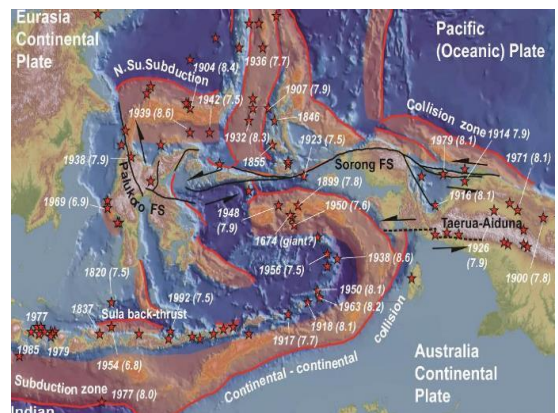 Eurasia
Continental
Plate
Pacific
(Oceanic) Plate
N.Su.Subduction
1904 (8.4)
1936 (7.7)
1942 (7.5)
1907 (7.9)
1939 (8.6)
1846
Collision zone
1932 (8.3)
1923 (7.5)
1979 (8.1)
1914 7.9)
1938 (7.9)
1855
Sorong FS
1971 (8.1)
1899 (7.8)
1916 (8.1)
Palukoro
FS
1969 (6.9)
1948
(7.9)
1950 (7.6)
Taerua-Aiduna
1674 (giant?)
1926
(7.9)
1938 (8.6)
1900 (7.8)
1956 (7.5)
1820
(7.5)
1992 (7.5)
1950 (8.1)
1963 (8.2)
1837
Sula back-thrust
1977
1918 (8.1)
collision
1917 (7.7)
1985
1979
1954 (6.8)
Continental - continental
Australia
Continental
Plate
Subduction zone
1977 (8.0)
Indian